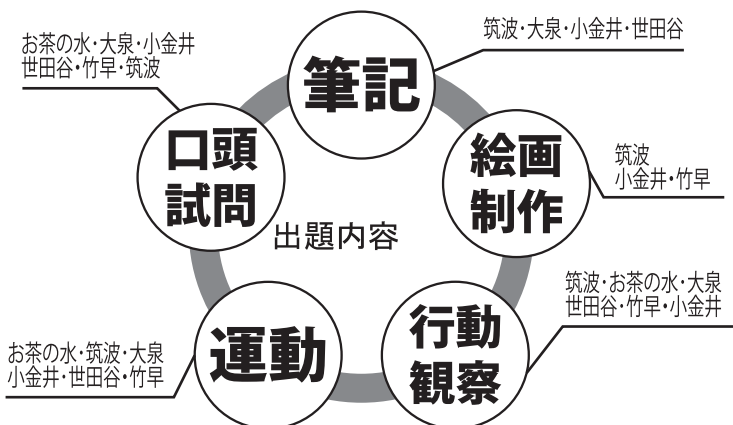 筑波・大泉・小金井・世田谷
筆記
お茶の水・大泉・小金井
世田谷・竹早・筑波
口頭
試問
絵画
制作
筑波
小金井・竹早
出題内容
筑波・お茶の水・大泉
世田谷・竹早・小金井
行動
観察
運動
お茶の水・筑波・大泉
小金井・世田谷・竹早